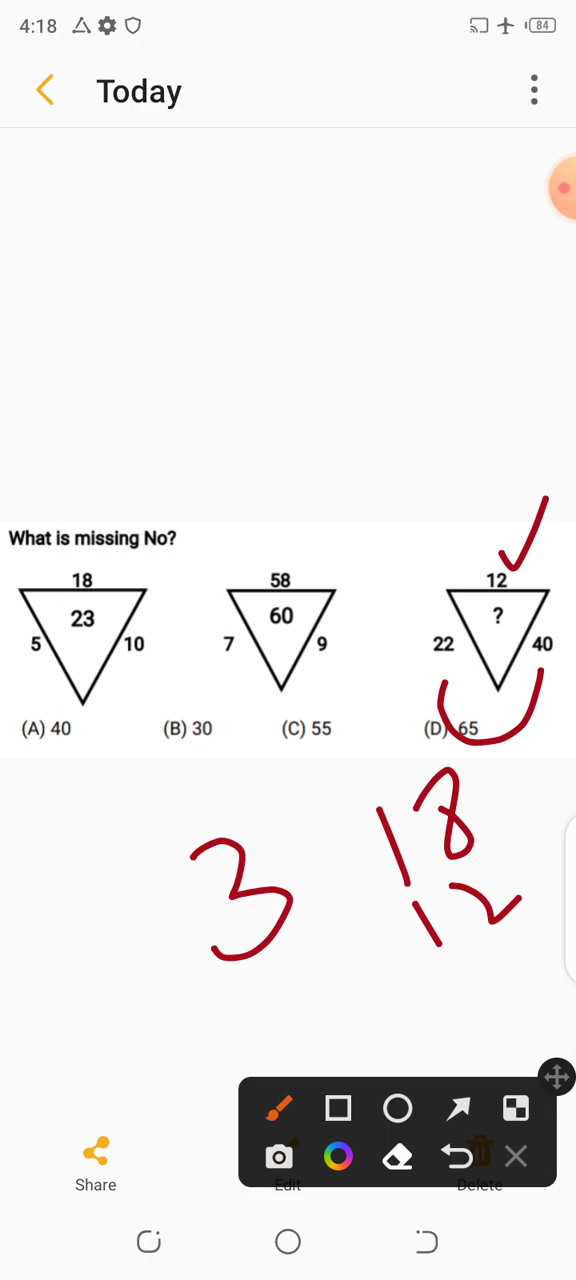 4:18 84
Today
What is missing No?
18 58 12
23 60 ?
5 10 7 9 22 40
(A) 40 (B) 30 (C) 55 (D) 65
3 18
12
Share Edit Delete